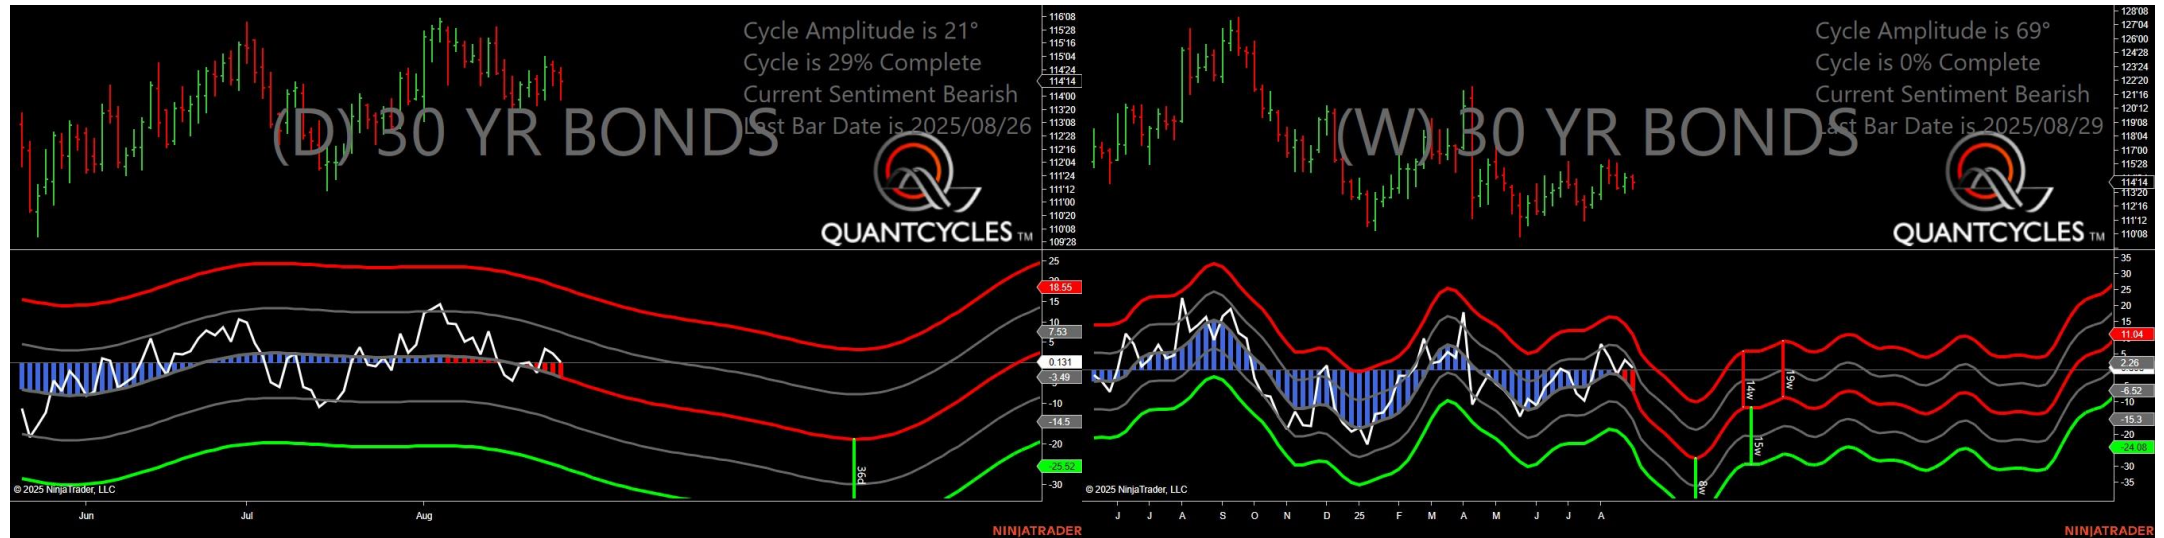 Cycle Amplitude is 21°
Cycle is 29% Complete
Current Sentiment Bearish
Last Bar Date is 2025/08/26
(D) 30 YR BONDS
QUANTCYCLES TM
116'08
115'28
115'16
115'04
114'24
114'14
114'00
113'20
113'08
112'28
112'16
112'04
111'24
111'12
111'00
110'20
110'08
109'28
25
20
18.55
15
10
7.53
5
0.131
-3.49
-10
-14.5
-20
-25.52
-30
36d
© 2025 NinjaTrader, LLC
Jun
Jul
Aug
NINJATRADER
Cycle Amplitude is 69°
Cycle is 0% Complete
Current Sentiment Bearish
Last Bar Date is 2025/08/29
(W) 30 YR BONDS
QUANTCYCLES TM
128'08
127'04
126'00
124'28
123'24
122'20
121'16
120'12
119'08
118'04
117'00
115'28
114'14
113'20
112'16
111'12
110'08
35
30
25
20
15
11.04
5
2.26
-6.52
-10
-15.3
-20
-24.08
-30
-35
14w
19w
15w
8w
© 2025 NinjaTrader, LLC
J J A S O N D 25 F M A M J J A
NINJATRADER